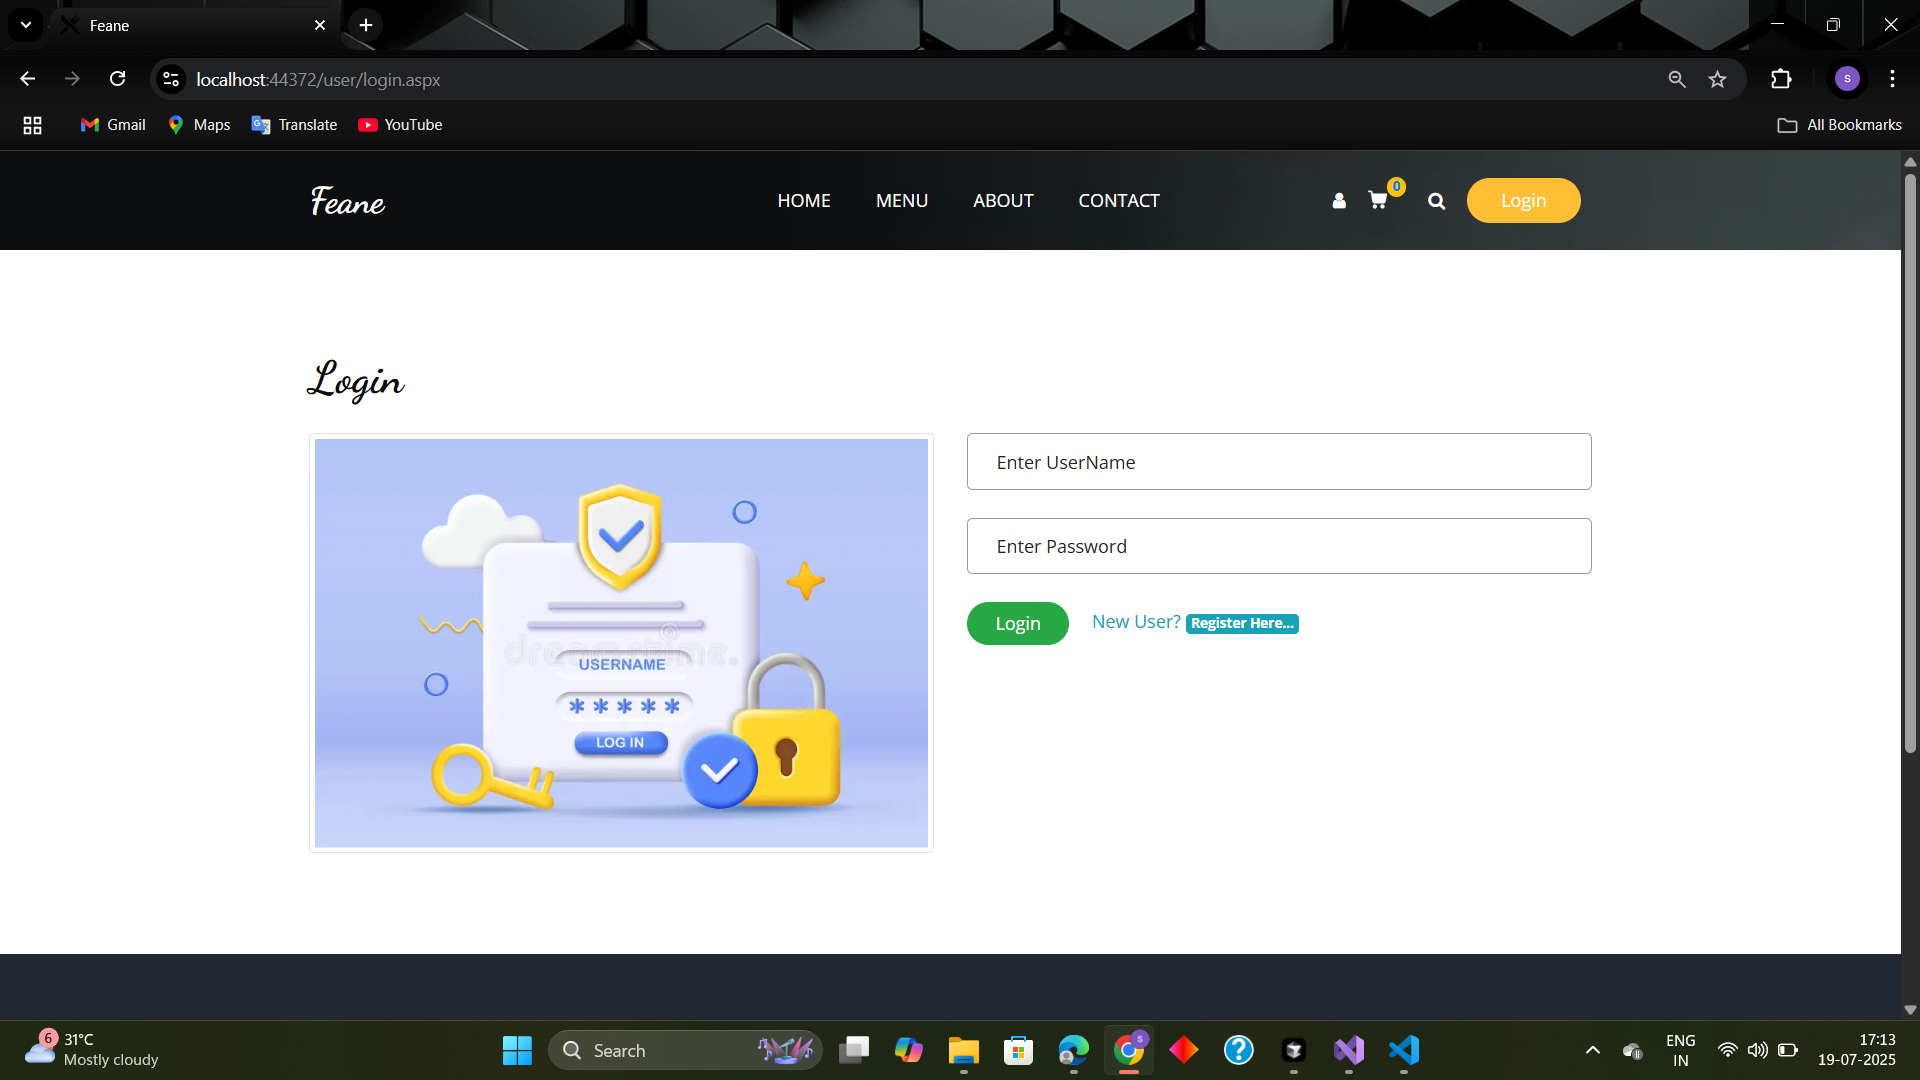 Feane
localhost:44372/user/login.aspx
S
Gmail
Maps
Translate
YouTube
All Bookmarks
Feane
HOME
MENU
ABOUT
CONTACT
0
Login
Login
dreamstime.
USERNAME
*****
LOG IN
Enter UserName
Enter Password
Login
New User? Register Here...
6
31°C
Mostly cloudy
Search
S
ENG
IN
17:13
19-07-2025